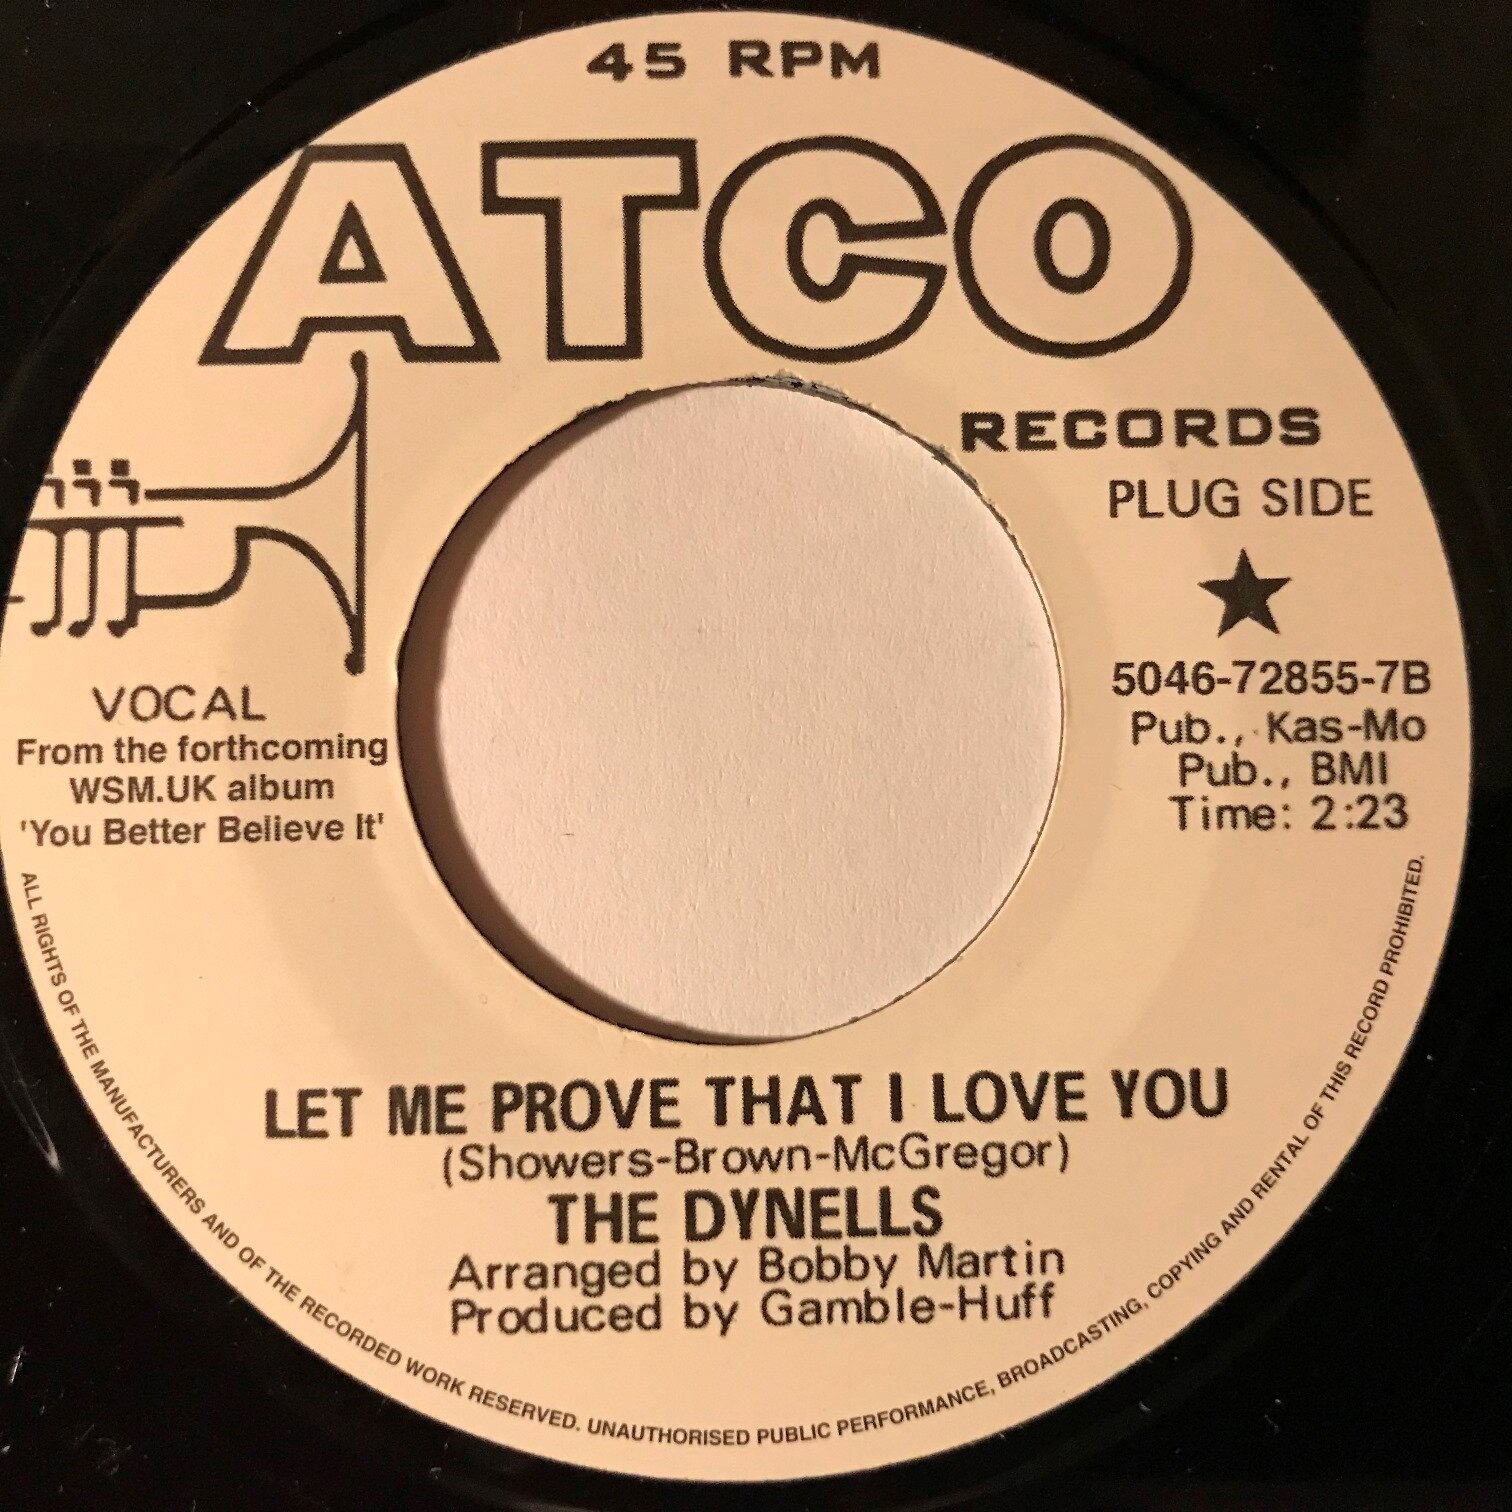 45 RPM
ATCO
RECORDS
PLUG SIDE
5046-72855-7B
Pub., Kas-Mo
Pub., BMI
Time: 2:23
VOCAL
From the forthcoming
WSM.UK album
'You Better Believe It'
LET ME PROVE THAT I LOVE YOU
(Showers-Brown-McGregor)
THE DYNELLS
Arranged by Bobby Martin
Produced by Gamble-Huff
ALL RIGHTS OF THE MANUFACTURERS AND OF THE RECORDED WORK RESERVED. UNAUTHORISED PUBLIC PERFORMANCE, BROADCASTING, COPYING AND RENTAL OF THIS RECORD PROHIBITED.